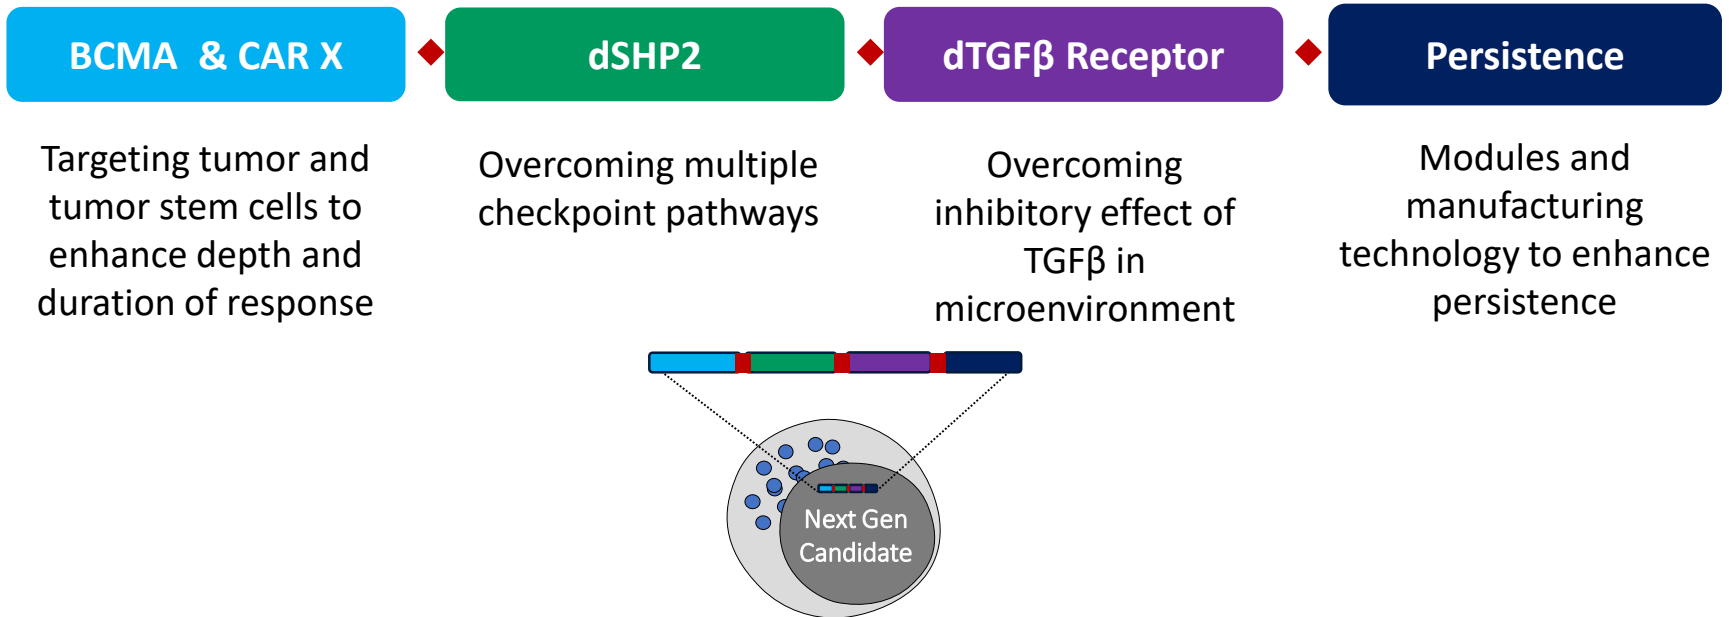 BCMA & CAR X
dSHP2
dTGFβ Receptor
Persistence
Targeting tumor and
tumor stem cells to
enhance depth and
duration of response
Overcoming multiple
checkpoint pathways
Overcoming
inhibitory effect of
TGFβ in
microenvironment
Modules and
manufacturing
technology to enhance
persistence
Next Gen
Candidate